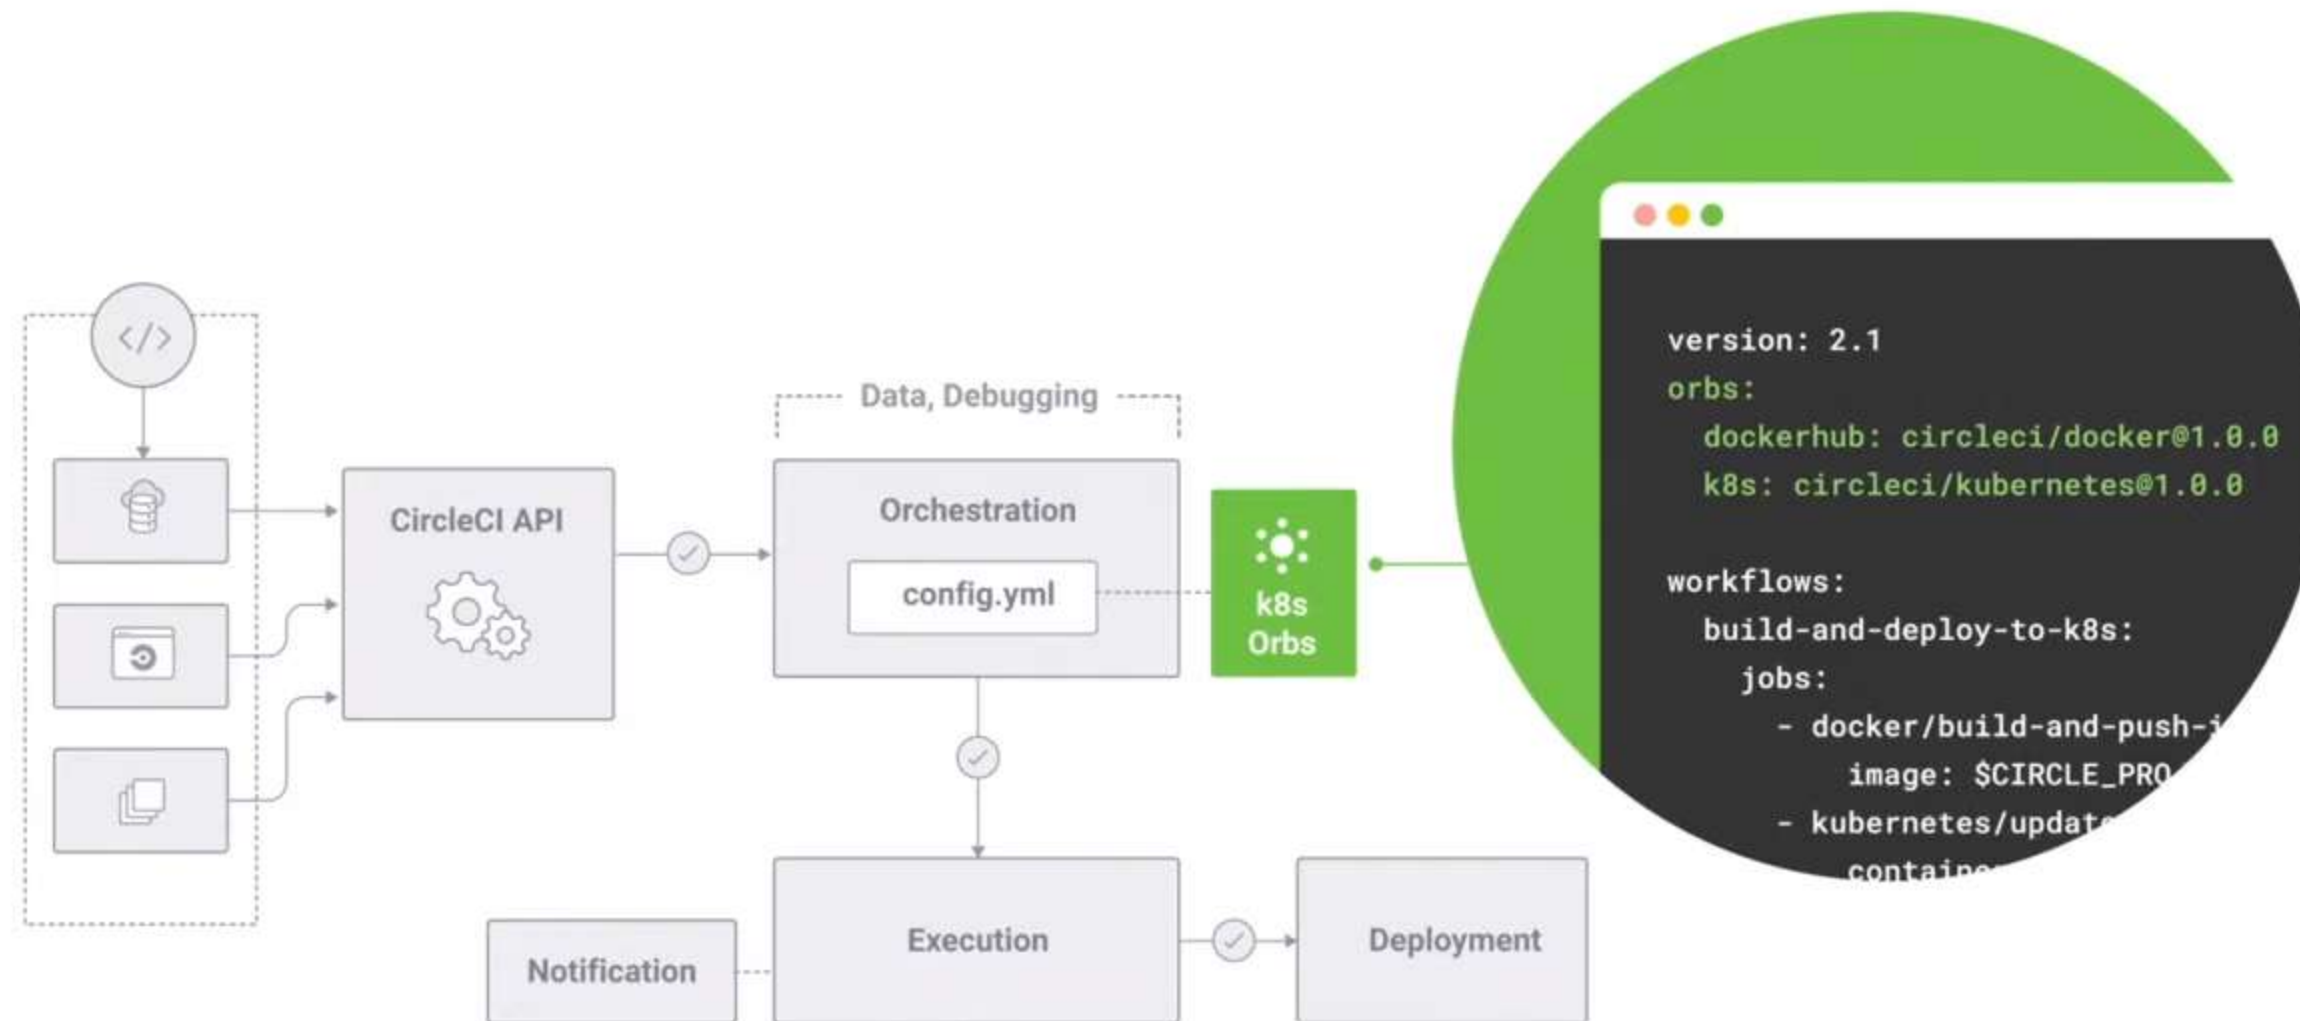 </>
Data, Debugging
CircleCI API
Orchestration
config.yml
k8s
Orbs
Execution
Deployment
Notification
version: 2.1
orbs:
dockerhub: circleci/docker@1.0.0
k8s: circleci/kubernetes@1.0.0
workflows:
build-and-deploy-to-k8s:
jobs:
- docker/build-and-push-
image: $CIRCLE_PRO
- kubernetes/update